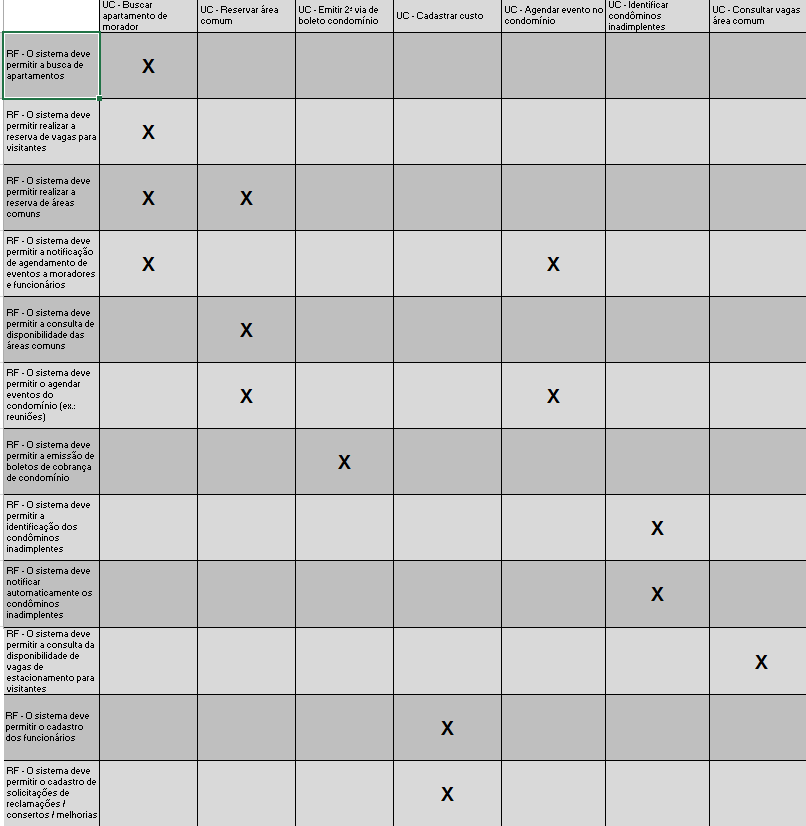 UC - Buscar
apartamento de
morador
UC - Reservar área
comum
UC - Emitir 2ª via de
boleto condomínio
UC - Cadastrar custo
UC - Agendar evento no
condomínio
UC - Identificar
condôminos
inadimplentes
UC - Consultar vagas
área comum
RF - O sistema deve
permitir a busca de
apartamentos
X
RF - O sistema deve
permitir realizar a
reserva de vagas para
visitantes
X
RF - O sistema deve
permitir realizar a
reserva de áreas
comuns
X X
RF - O sistema deve
permitir a notificação
de agendamento de
eventos a moradores
e funcionários
X X
RF - O sistema deve
permitir a consulta de
disponibilidade das
áreas comuns
X
RF - O sistema deve
permitir o agendar
eventos do
condomínio (ex.:
reuniões)
X X
RF - O sistema deve
permitir a emissão de
boletos de cobrança
de condomínio
X
RF - O sistema deve
permitir a
identificação dos
condôminos
inadimplentes
X
RF - O sistema deve
notificar
automaticamente os
condôminos
inadimplentes
X
RF - O sistema deve
permitir a consulta da
disponibilidade de
vagas de
estacionamento para
visitantes
X
RF - O sistema deve
permitir o cadastro
dos funcionários
X
RF - O sistema deve
permitir o cadastro de
solicitações de
reclamações /
consertos / melhorias
X